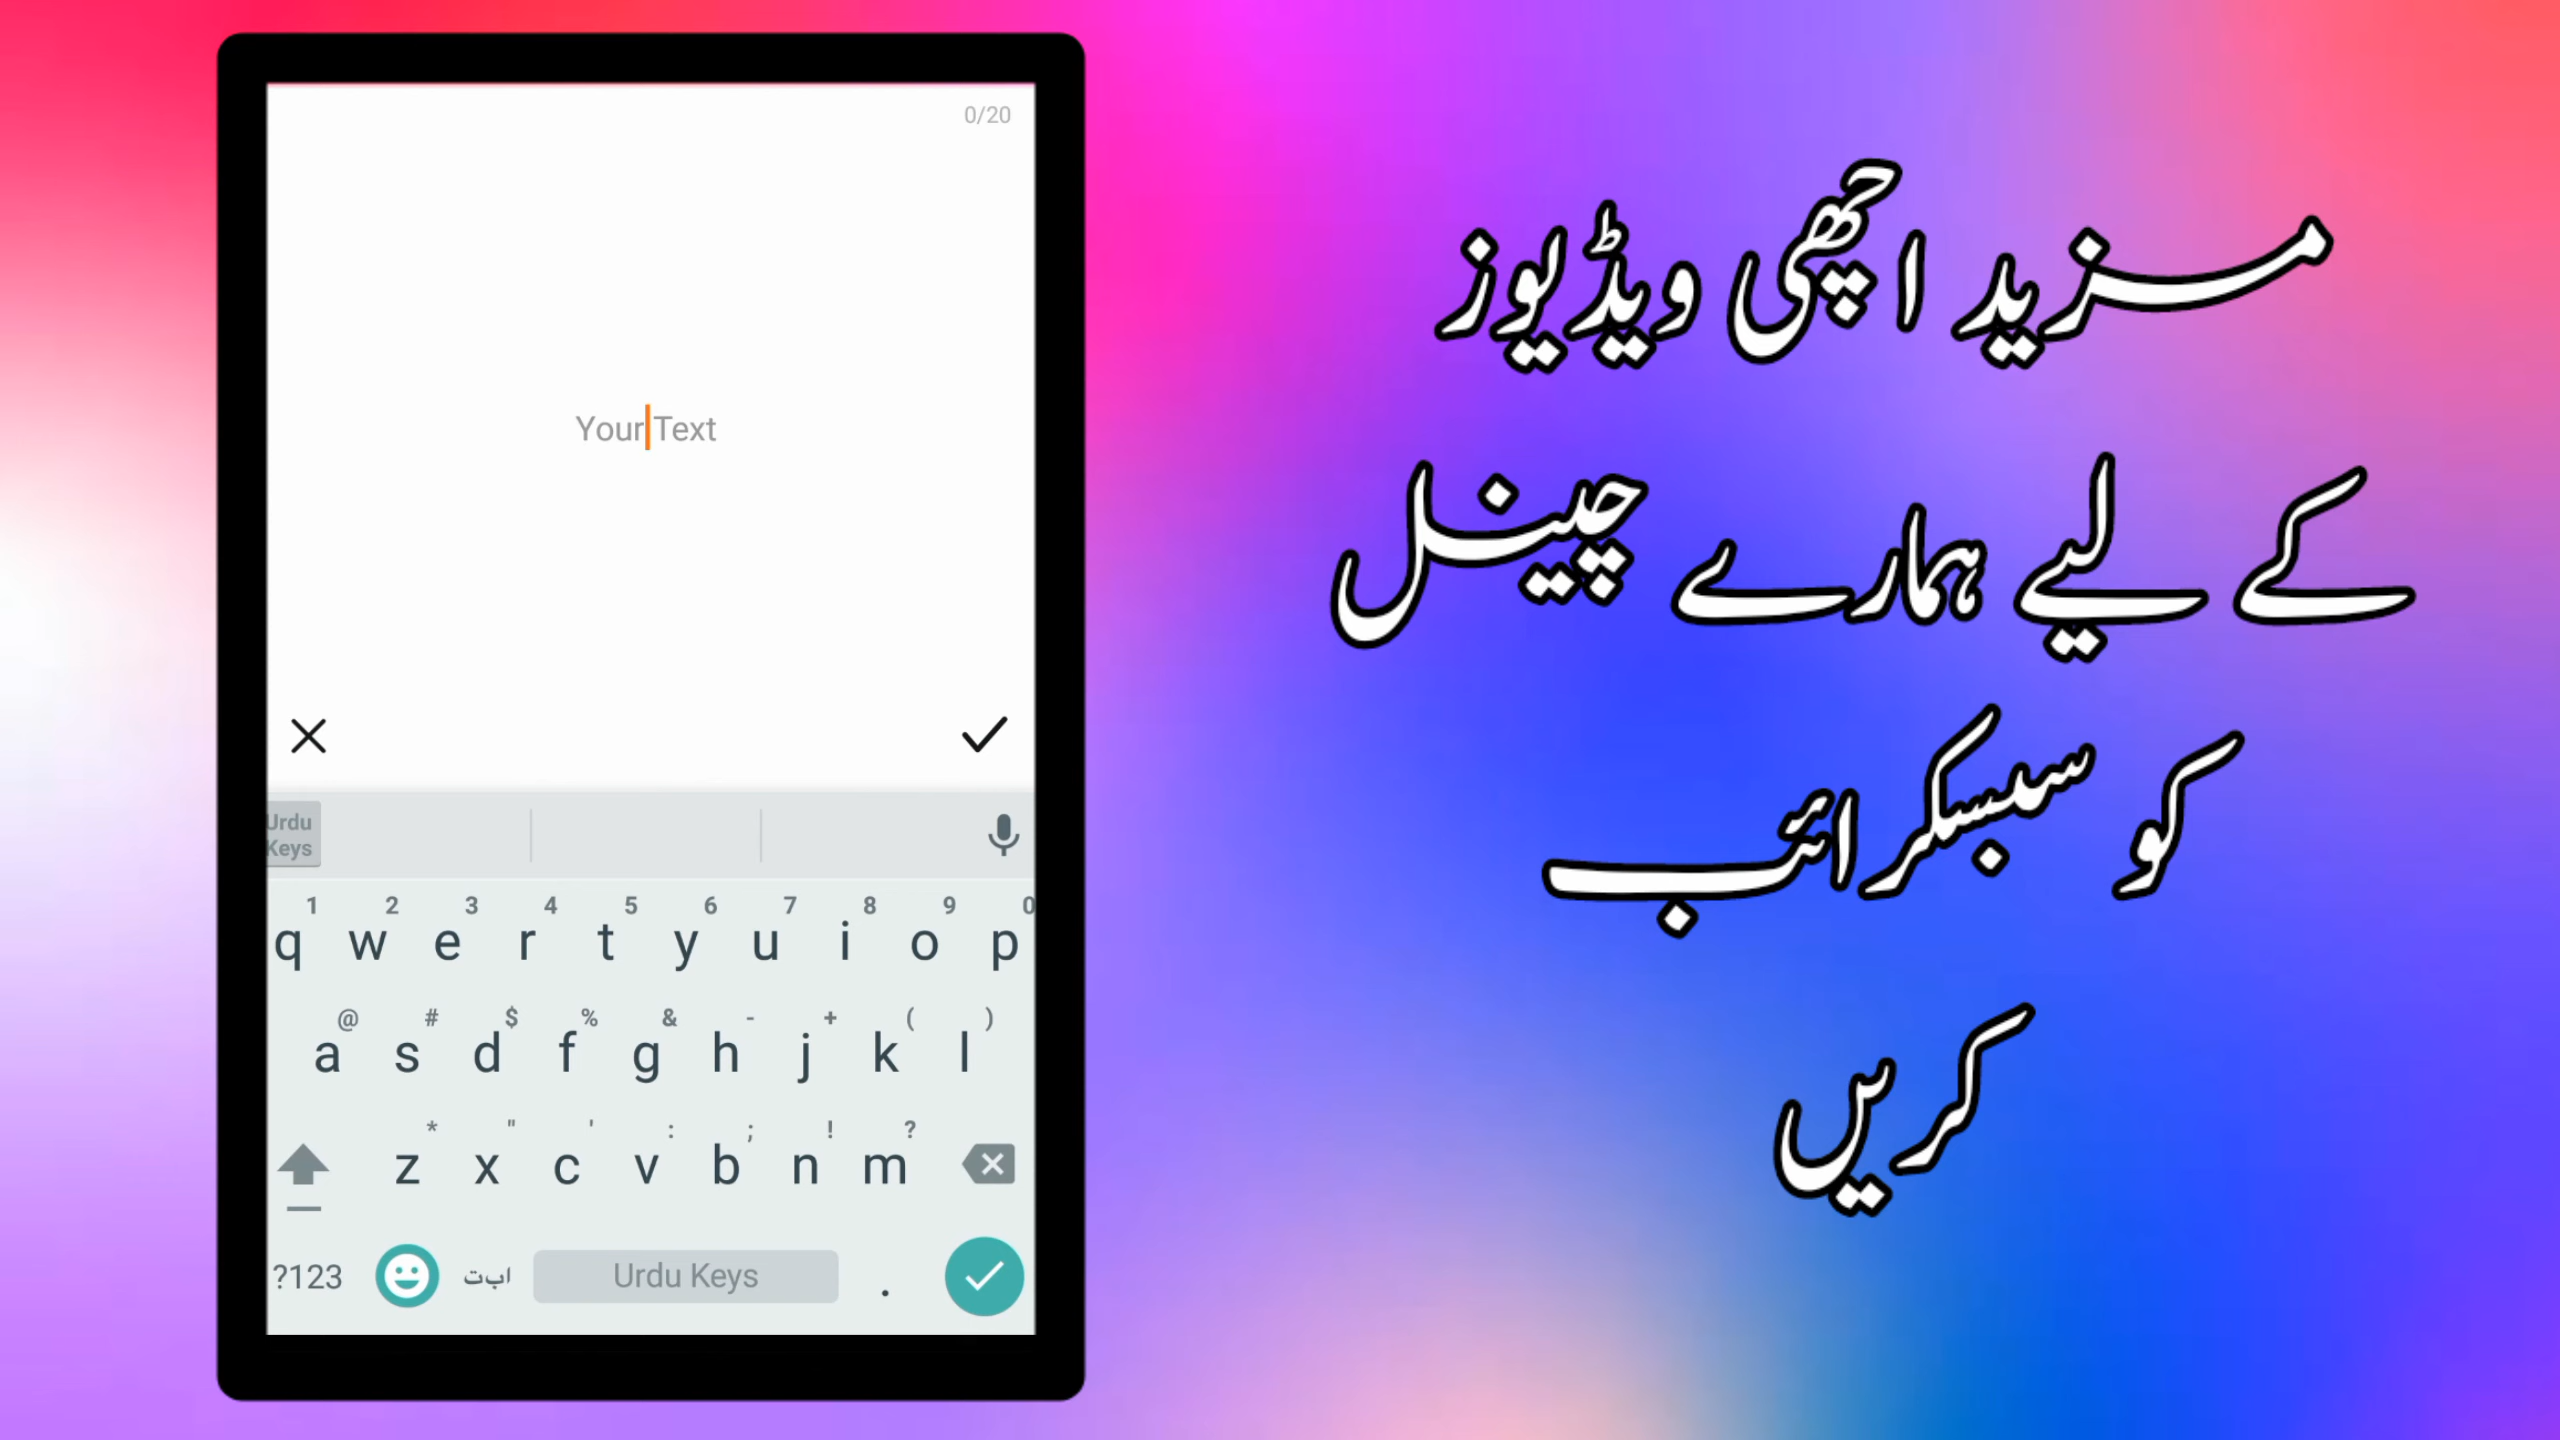 0/20
Your Text
Urdu
Keys
1 2 3 4 5 6 7 8 9 0
q w e r t y u i o p
@ # $ % & - + ( )
a s d f g h j k l
* " ' : ; ! ?
z x c v b n m
?123 ابت Urdu Keys .
مزید اچھی ویڈیوز
کے لیے ہمارے چینل
کو سبسکرائب
کریں